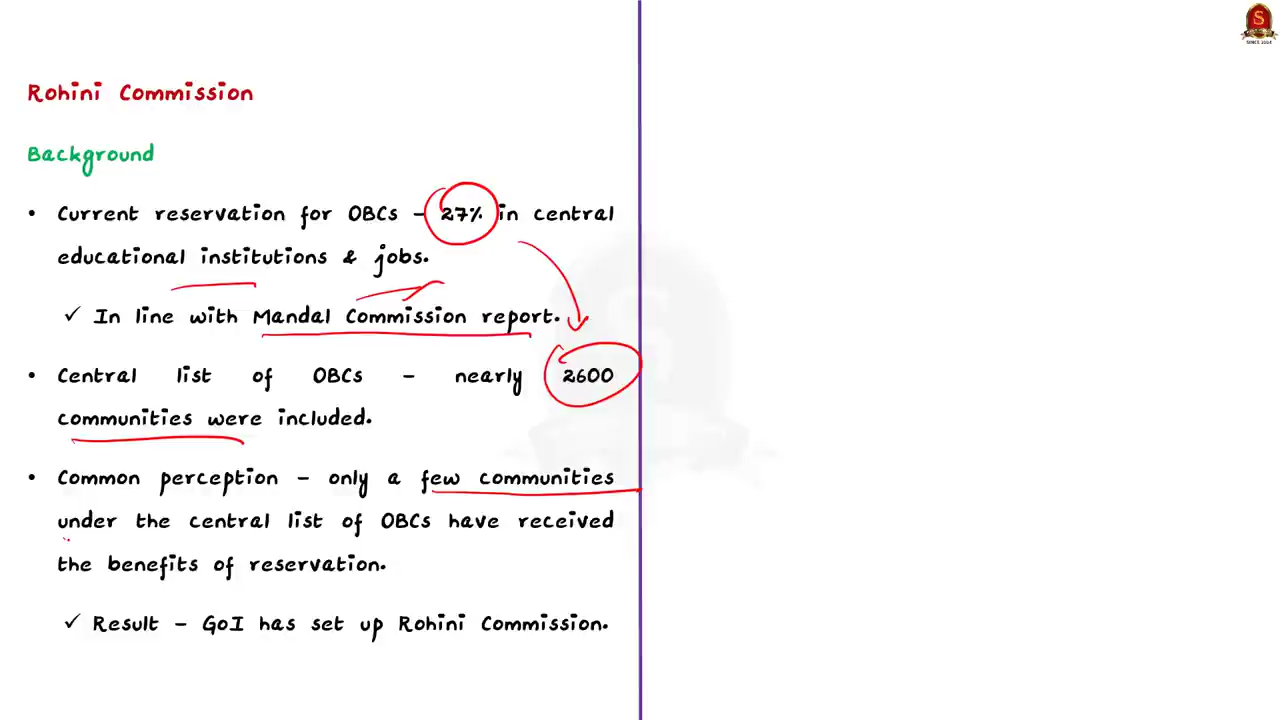 S
SINCE 2004
Rohini Commission
Background
• Current reservation for OBCs – 27% in central
educational institutions & jobs.
✓ In line with Mandal Commission report.
• Central list of OBCs – nearly 2600
communities were included.
• Common perception – only a few communities
under the central list of OBCs have received
the benefits of reservation.
✓ Result – GoI has set up Rohini Commission.